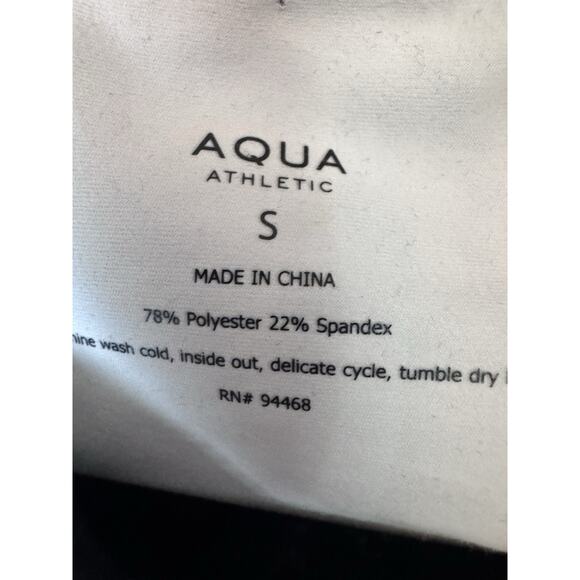 AQUA
ATHLETIC
S
MADE IN CHINA
78% Polyester 22% Spandex
wash cold, inside out, delicate cycle, tumble dry
RN# 94468